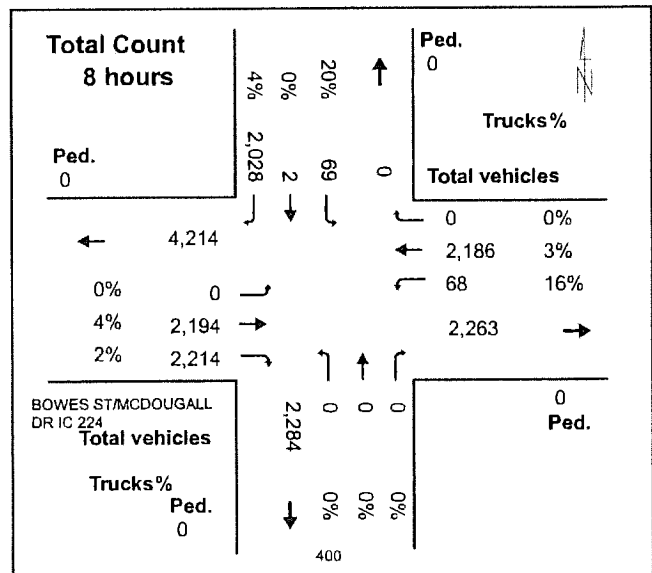 Total Count
8 hours
Ped.
0
Ped.
0
N
Trucks%
Total vehicles
4% 0% 20%
2,028 2 69 0
0 0%
4,214
2,186 3%
68 16%
0% 0
4% 2,194
2,263
2% 2,214
BOWES ST/MCDOUGALL
DR IC 224
Total vehicles
Trucks%
Ped.
0
2,284 0 0 0
0% 0% 0%
400
0
Ped.